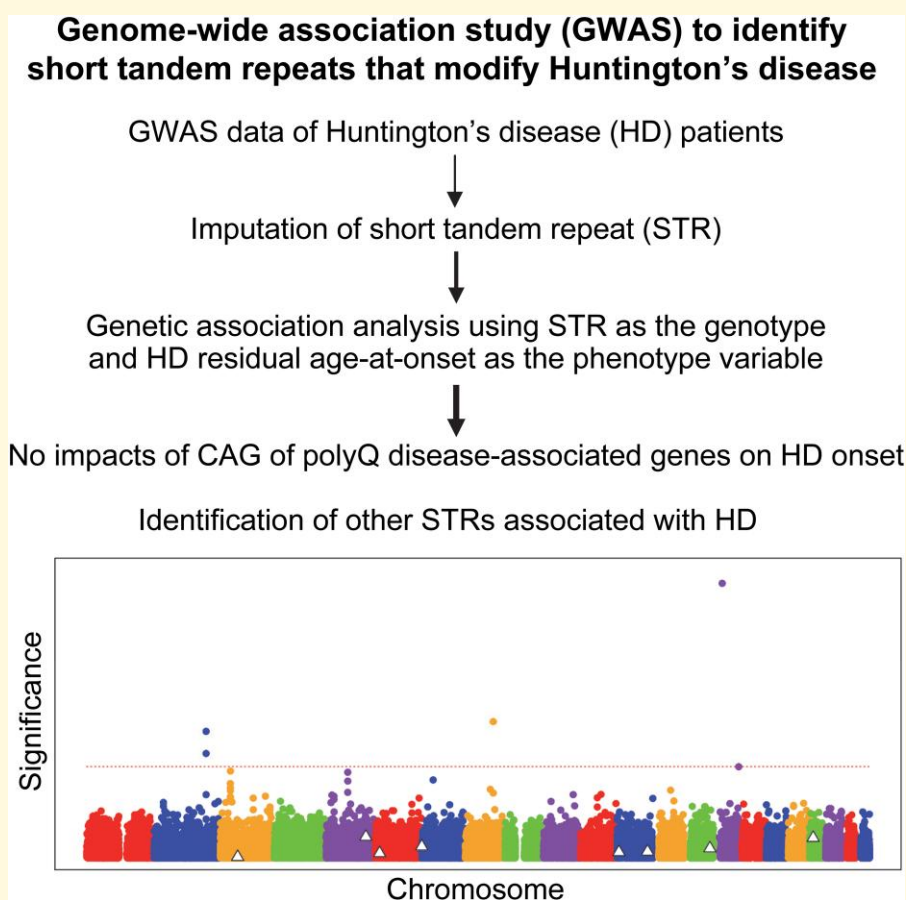 Genome-wide association study (GWAS) to identify
short tandem repeats that modify Huntington's disease
GWAS data of Huntington's disease (HD) patients
Imputation of short tandem repeat (STR)
Genetic association analysis using STR as the genotype
and HD residual age-at-onset as the phenotype variable
No impacts of CAG of polyQ disease-associated genes on HD onset
Identification of other STRs associated with HD
Significance
Chromosome